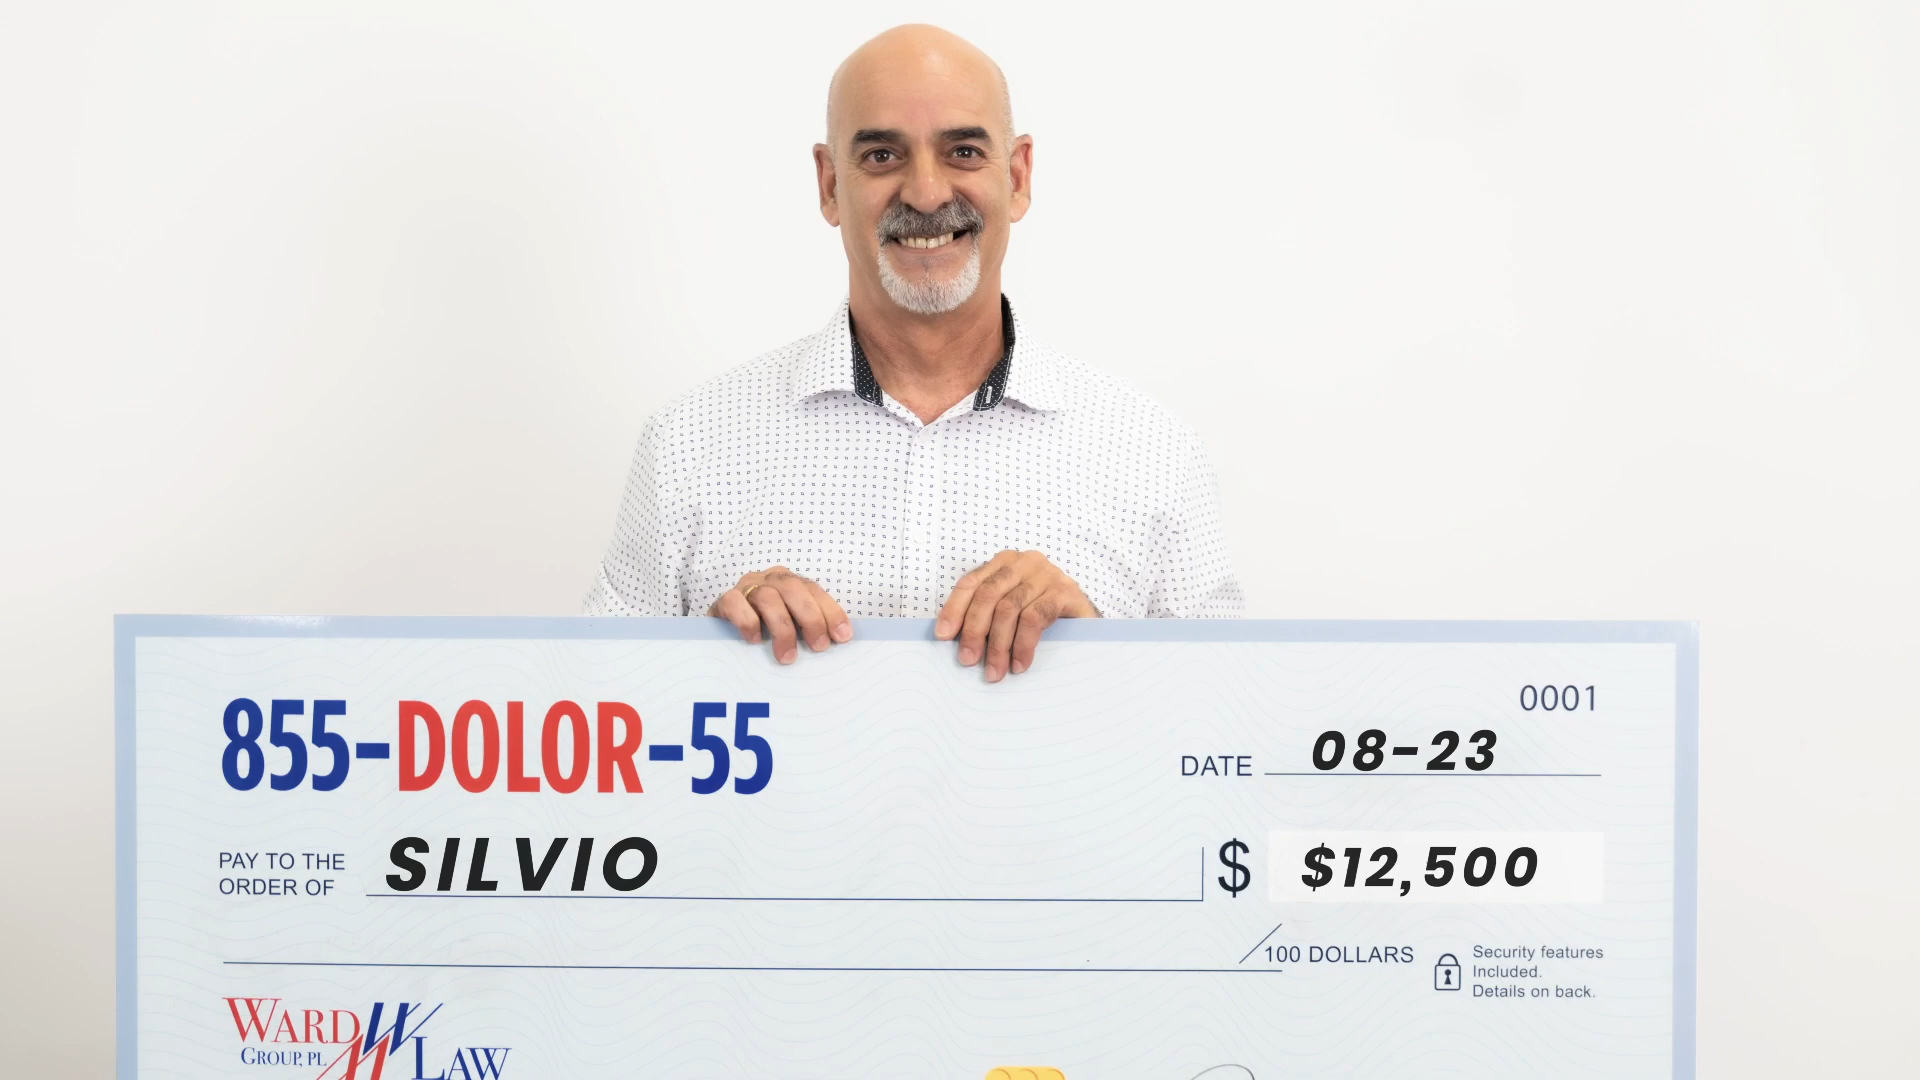 855-DOLOR-55
0001
DATE 08-23
PAY TO THE
ORDER OF SILVIO
$ $12,500
/100 DOLLARS
Security features
Included.
Details on back.
WARD LAW
GROUP, PL